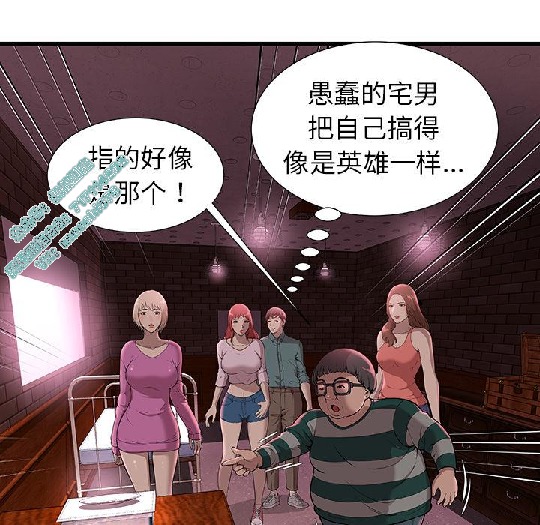 愚蠢的宅男
把自己搞得
像是英雄一样...
指的好像
是那个！